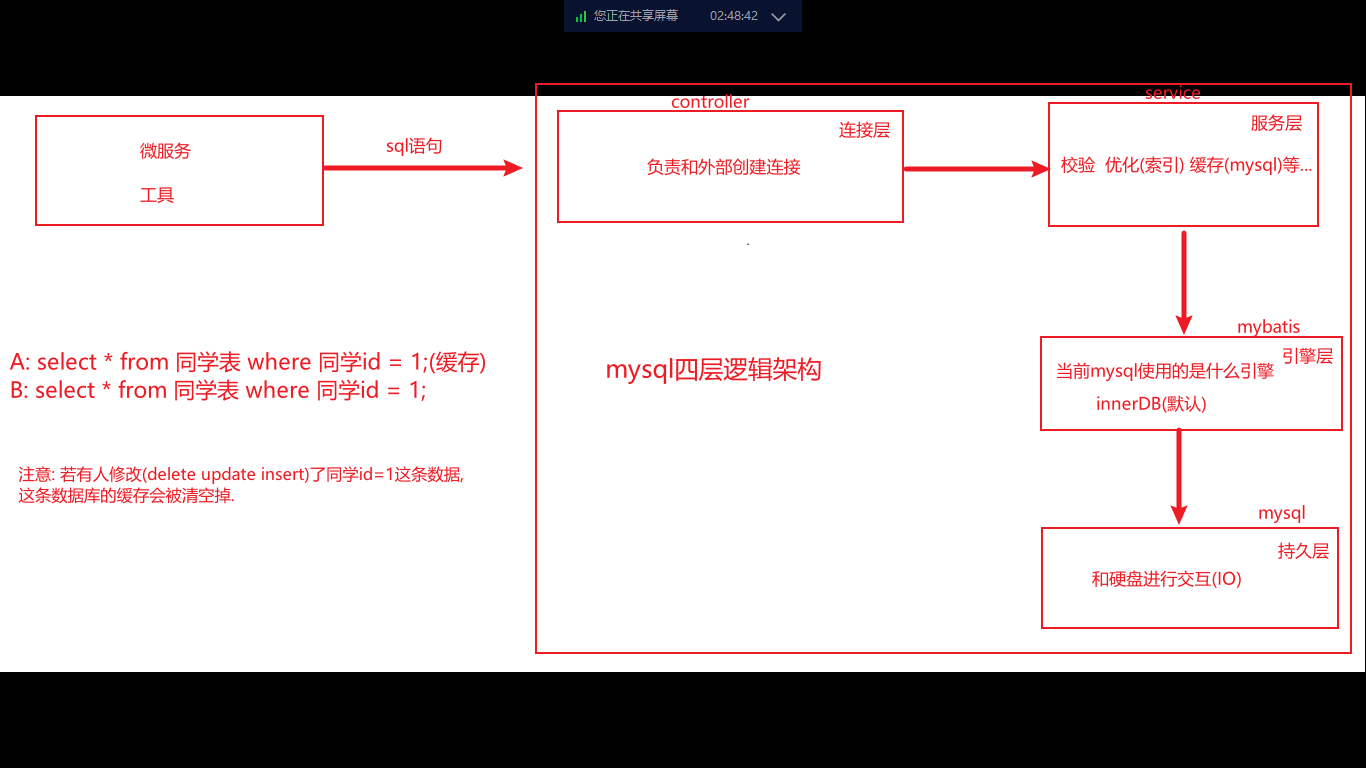 您正在共享屏幕 02:48:42
controller
service
连接层
服务层
微服务
工具
sql语句
负责和外部创建连接
校验 优化(索引) 缓存(mysql)等...
mybatis
引擎层
当前mysql使用的是什么引擎
innerDB(默认)
A: select * from 同学表 where 同学id = 1;(缓存)
B: select * from 同学表 where 同学id = 1;
mysql四层逻辑架构
注意: 若有人修改(delete update insert)了同学id=1这条数据,
这条数据库的缓存会被清空掉.
mysql
持久层
和硬盘进行交互(IO)